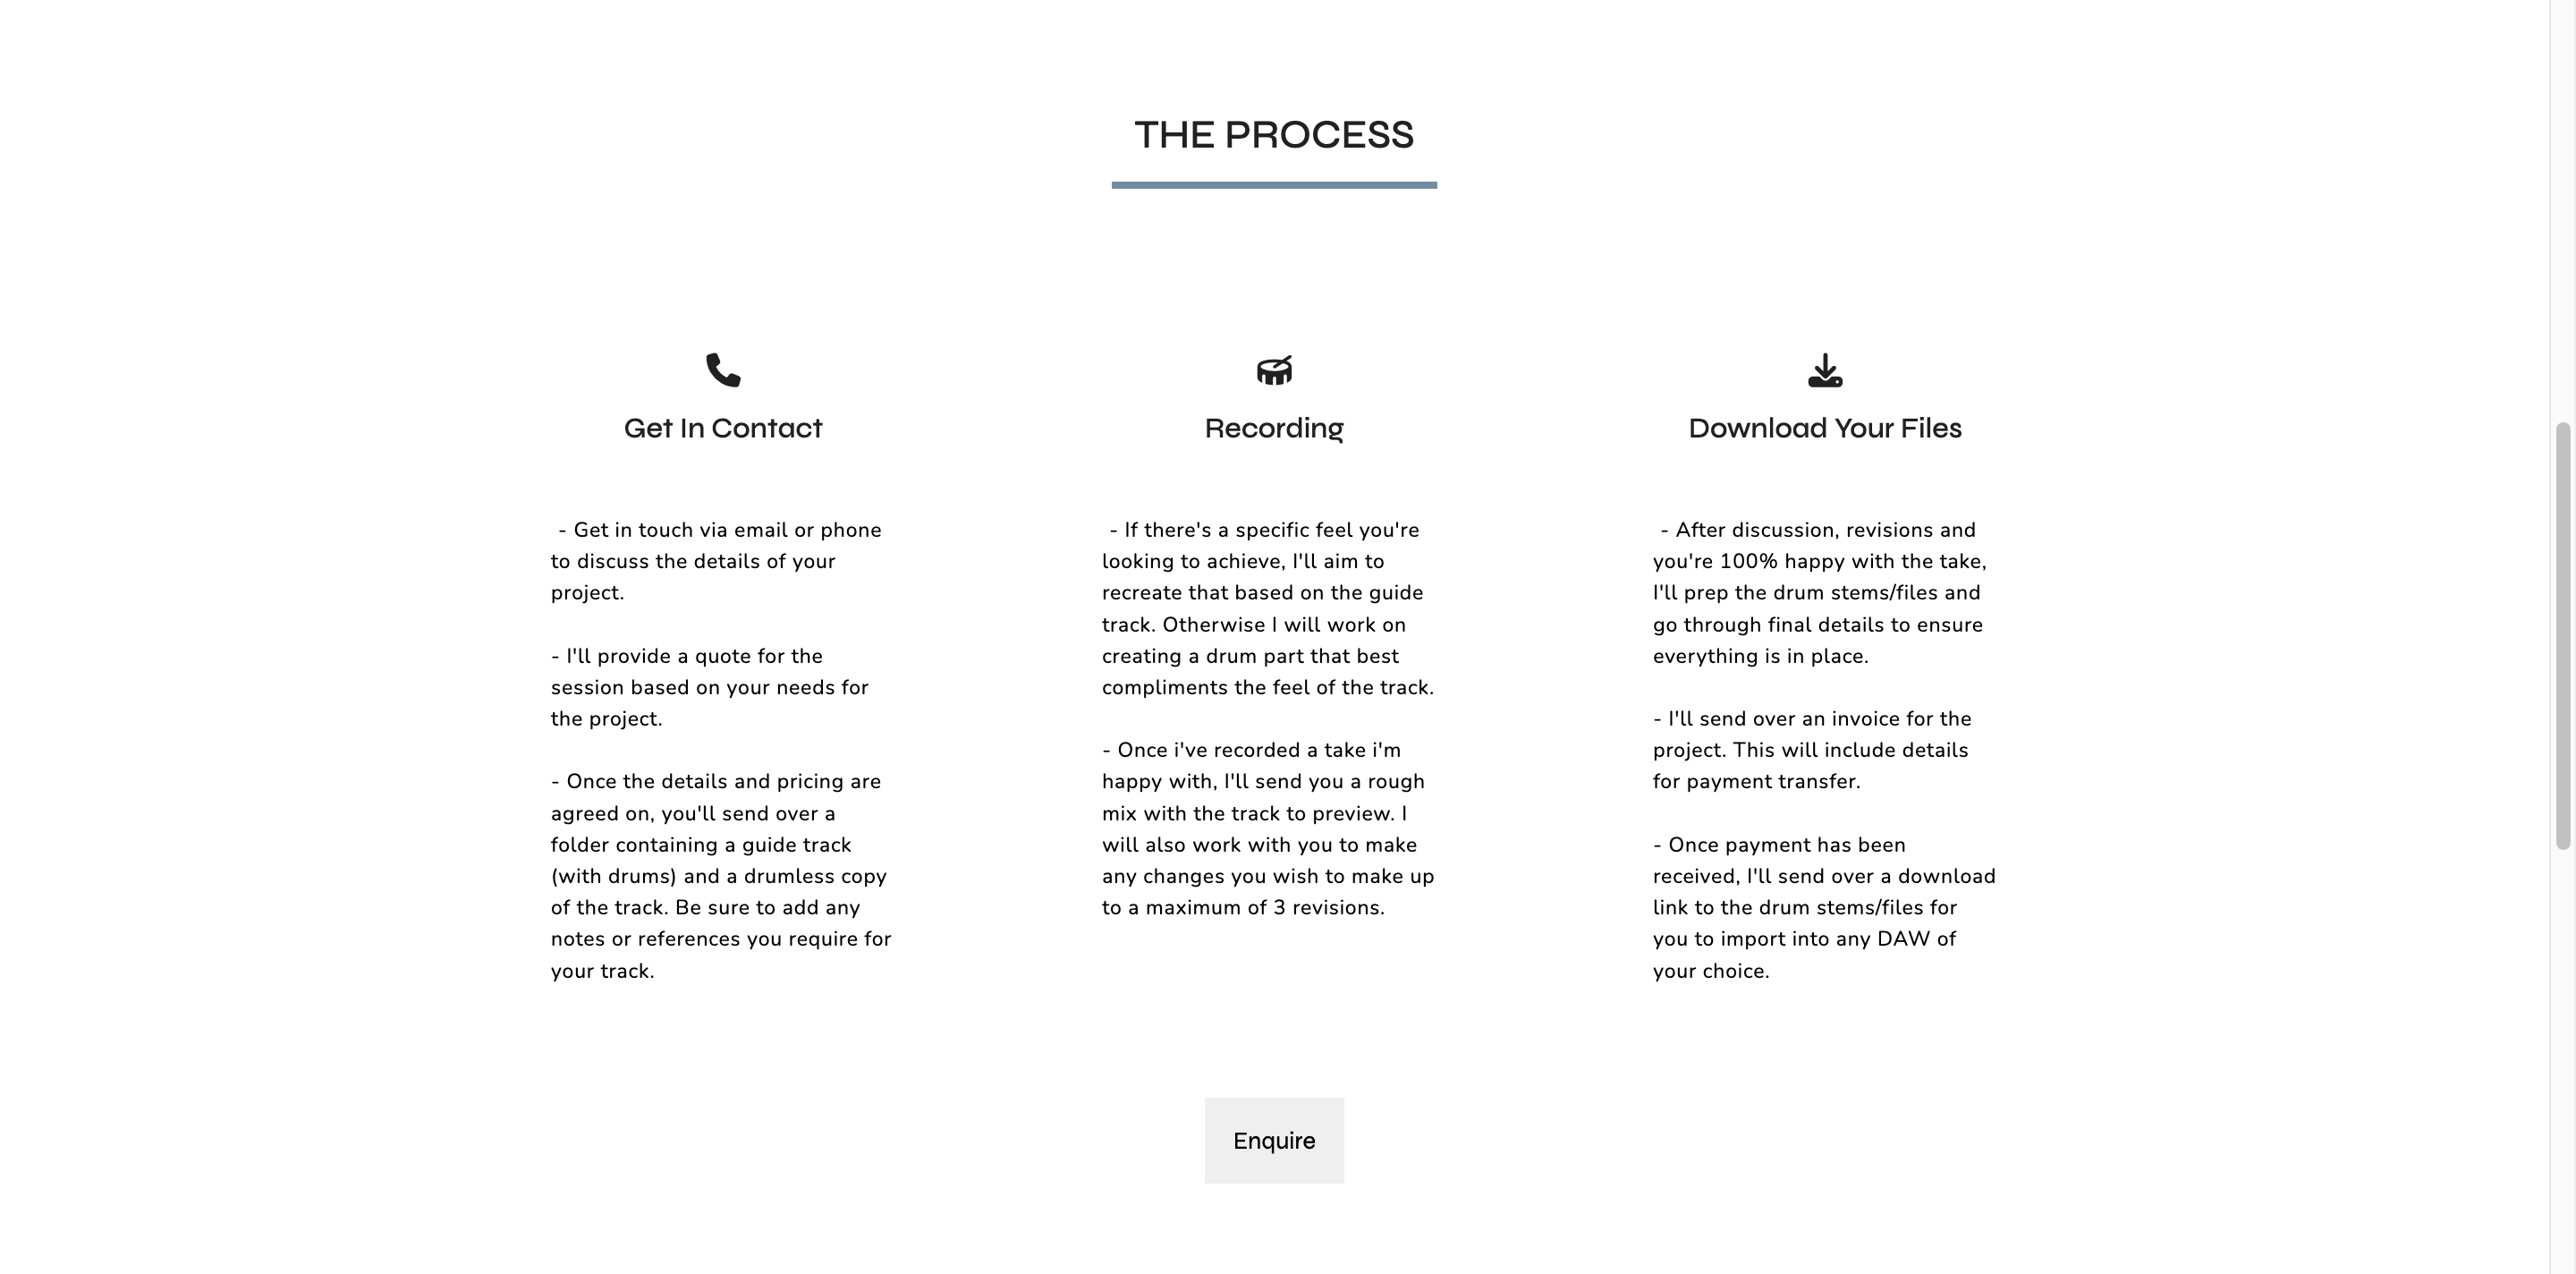 THE PROCESS
Get In Contact
- Get in touch via email or phone
to discuss the details of your
project.
- I'll provide a quote for the
session based on your needs for
the project.
- Once the details and pricing are
agreed on, you'll send over a
folder containing a guide track
(with drums) and a drumless copy
of the track. Be sure to add any
notes or references you require for
your track.
Recording
- If there's a specific feel you're
looking to achieve, I'll aim to
recreate that based on the guide
track. Otherwise I will work on
creating a drum part that best
compliments the feel of the track.
- Once i've recorded a take i'm
happy with, I'll send you a rough
mix with the track to preview. I
will also work with you to make
any changes you wish to make up
to a maximum of 3 revisions.
Download Your Files
- After discussion, revisions and
you're 100% happy with the take,
I'll prep the drum stems/files and
go through final details to ensure
everything is in place.
- I'll send over an invoice for the
project. This will include details
for payment transfer.
- Once payment has been
received, I'll send over a download
link to the drum stems/files for
you to import into any DAW of
your choice.
Enquire